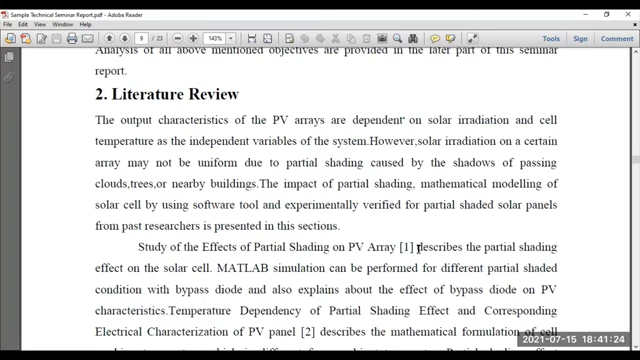 Sample Technical Seminar Report.pdf - Adobe Reader
File Edit View Window Help
9 / 23 143% Tools Sign Comment
Analysis of all above mentioned objectives are provided in the later part of this seminar
report.
2. Literature Review
The output characteristics of the PV arrays are dependent on solar irradiation and cell
temperature as the independent variables of the system.However,solar irradiation on a certain
array may not be uniform due to partial shading caused by the shadows of passing
clouds,trees,or nearby buildings.The impact of partial shading, mathematical modelling of
solar cell by using software tool and experimentally verified for partial shaded solar panels
from past researchers is presented in this sections.
Study of the Effects of Partial Shading on PV Array [1] describes the partial shading
effect on the solar cell. MATLAB simulation can be performed for different partial shaded
condition with bypass diode and also explains about the effect of bypass diode on PV
characteristics.Temperature Dependency of Partial Shading Effect and Corresponding
Electrical Characterization of PV panel [2] describes the mathematical formulation of cell
2021-07-15 18:41:24